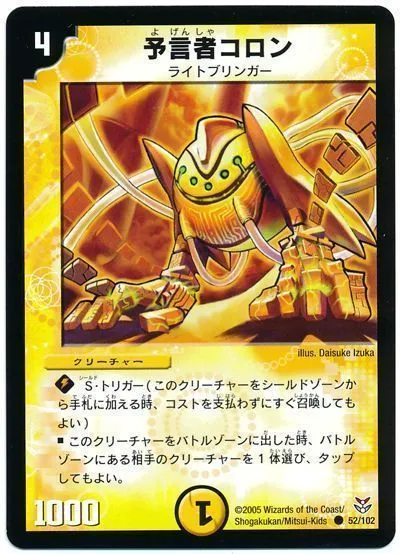 4
よ げんしゃ
予言者コロン
ライトブリンガー
illus. Daisuke Izuka
クリーチャー
シールド
S・トリガー(このクリーチャーをシールドゾーンか
ら手札に加える時、コストを支払わずにすぐ召喚しても
よい)
■ このクリーチャーをバトルゾーンに出した時、バトル
ゾーンにある相手のクリーチャーを1体選び、タップ
してもよい。
1000
1
©2005 Wizards of the Coast/
Shogakukan/Mitsui-Kids ● 52/102